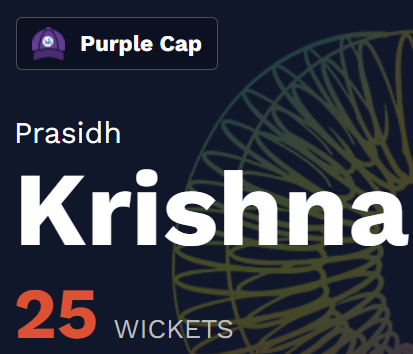 Purple Cap
Prasidh
Krishna
25 WICKETS